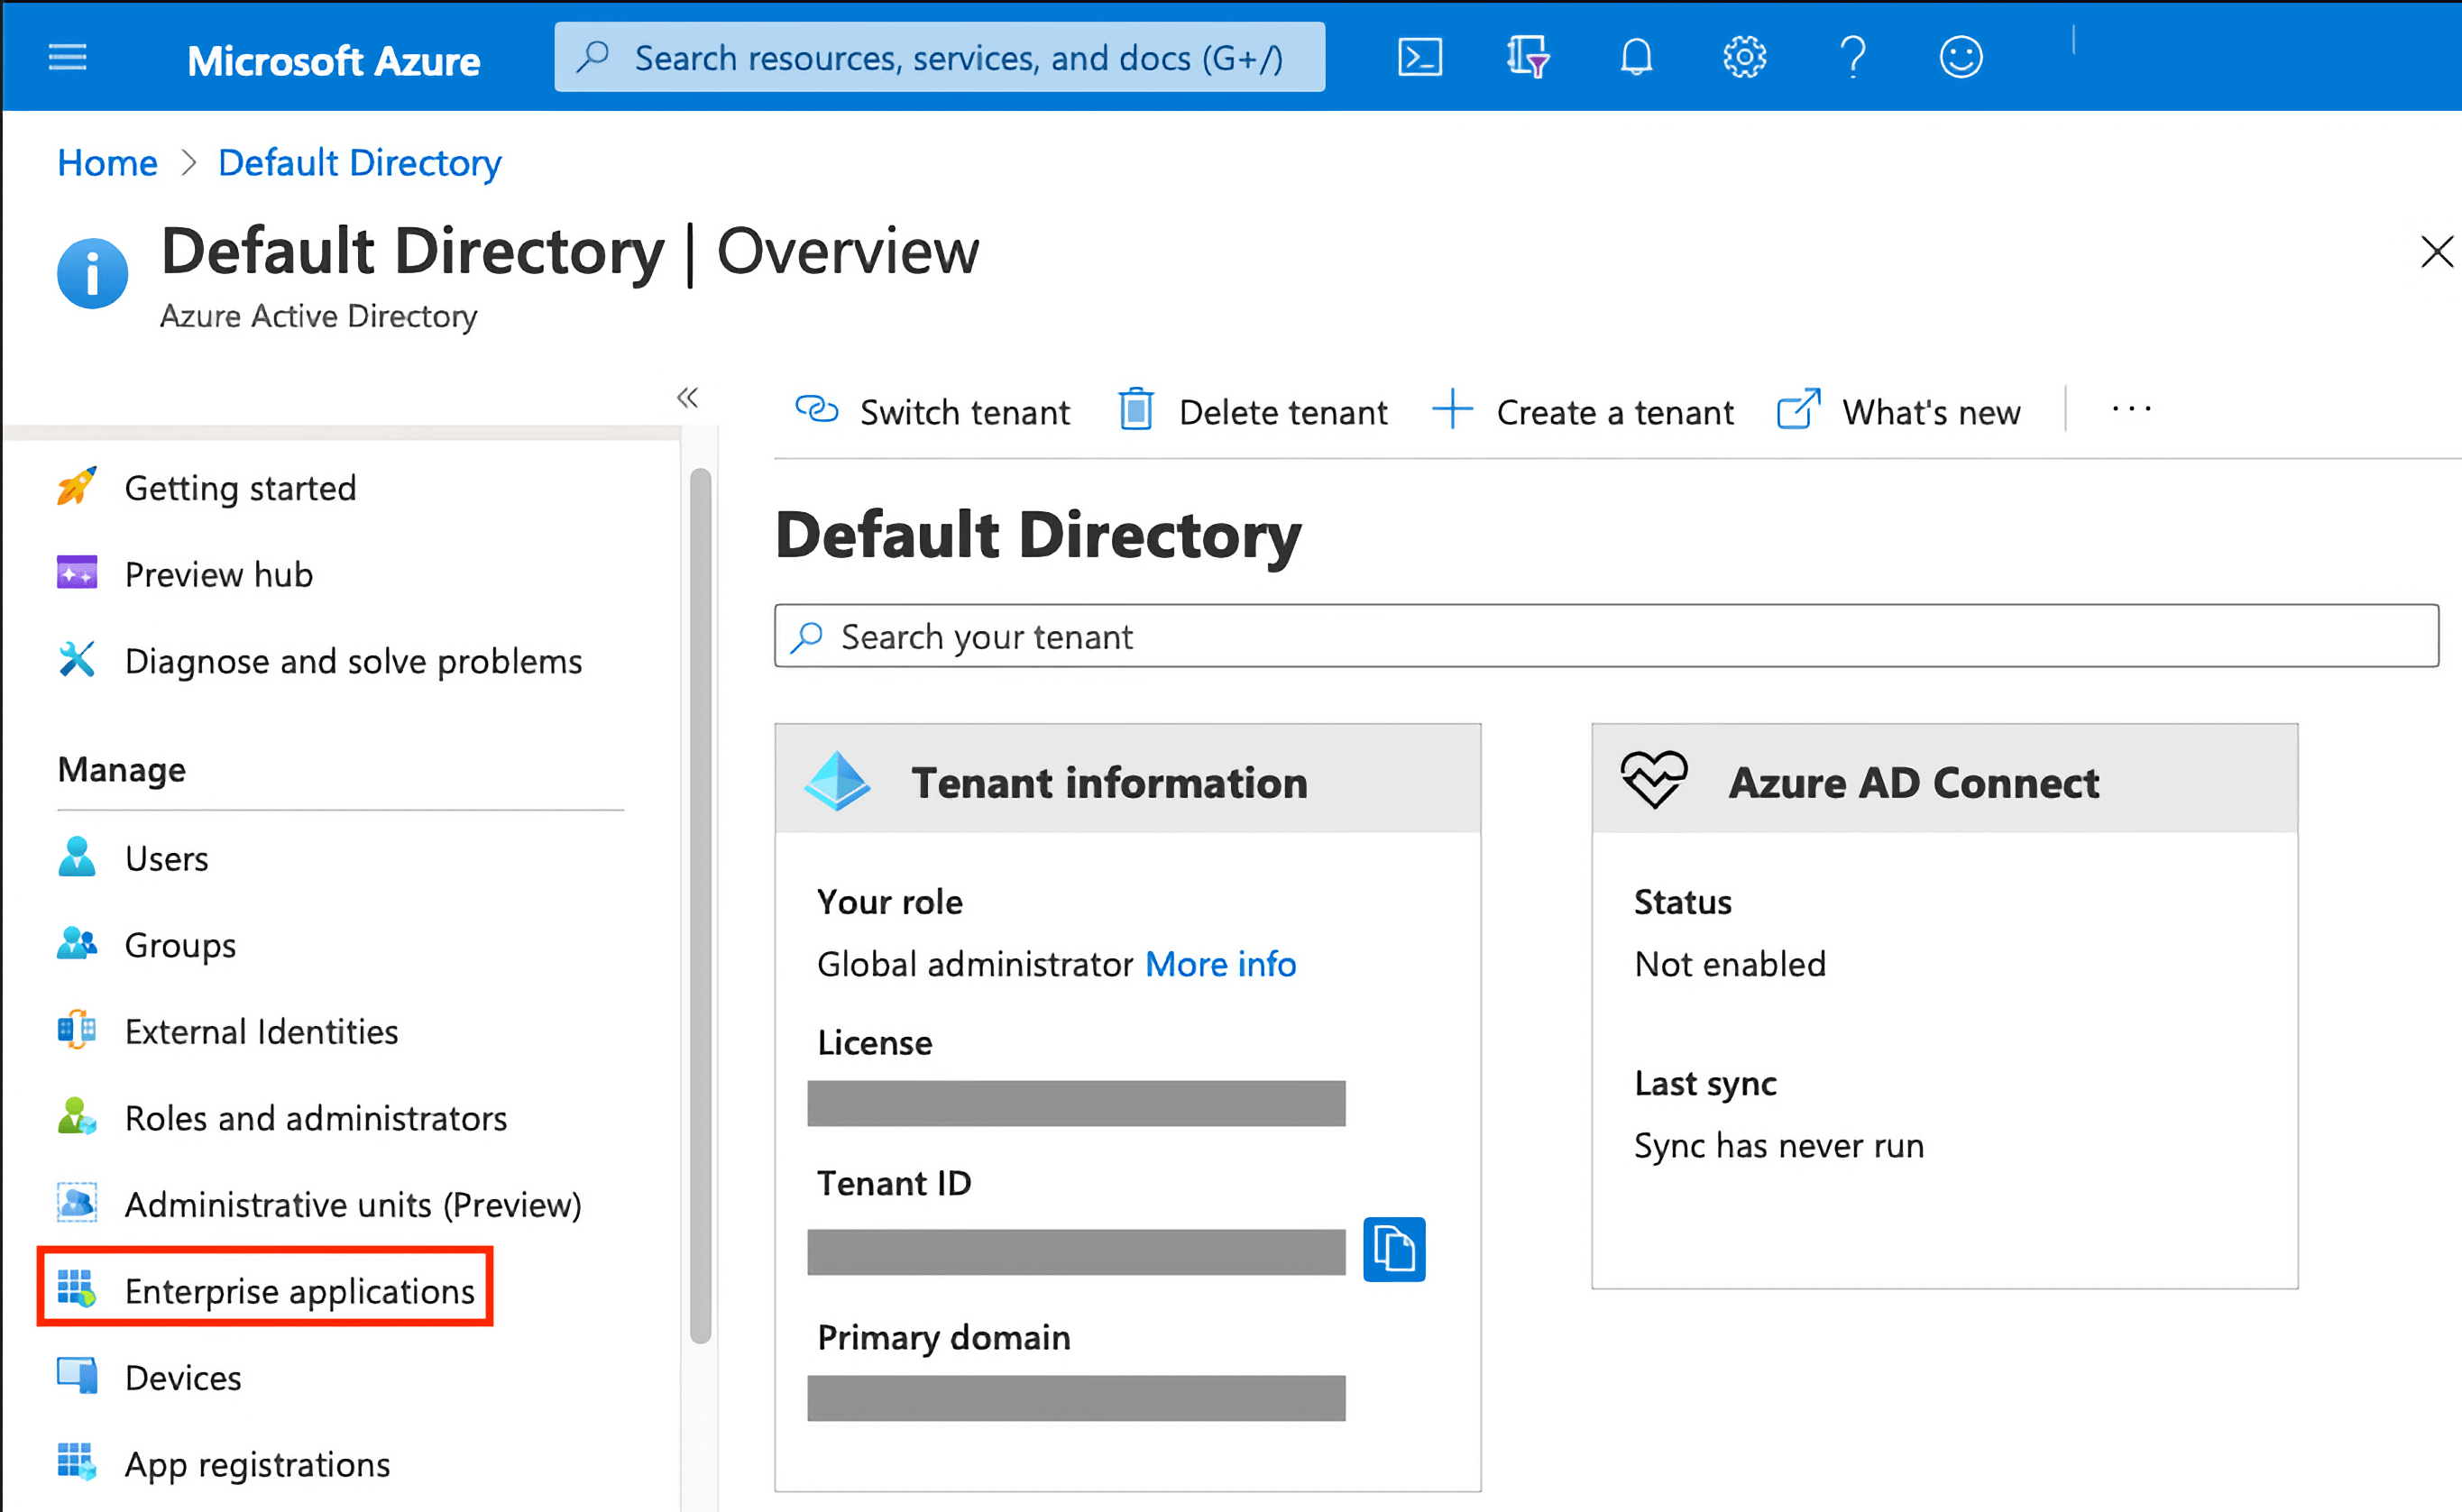 Microsoft Azure
Search resources, services, and docs (G+/)
Home > Default Directory
Default Directory | Overview
Azure Active Directory
Switch tenant
Delete tenant
Create a tenant
What's new
Getting started
Preview hub
Diagnose and solve problems
Manage
Users
Groups
External Identities
Roles and administrators
Administrative units (Preview)
Enterprise applications
Devices
App registrations
Default Directory
Search your tenant
Tenant information
Your role
Global administrator More info
License
Tenant ID
Primary domain
Azure AD Connect
Status
Not enabled
Last sync
Sync has never run